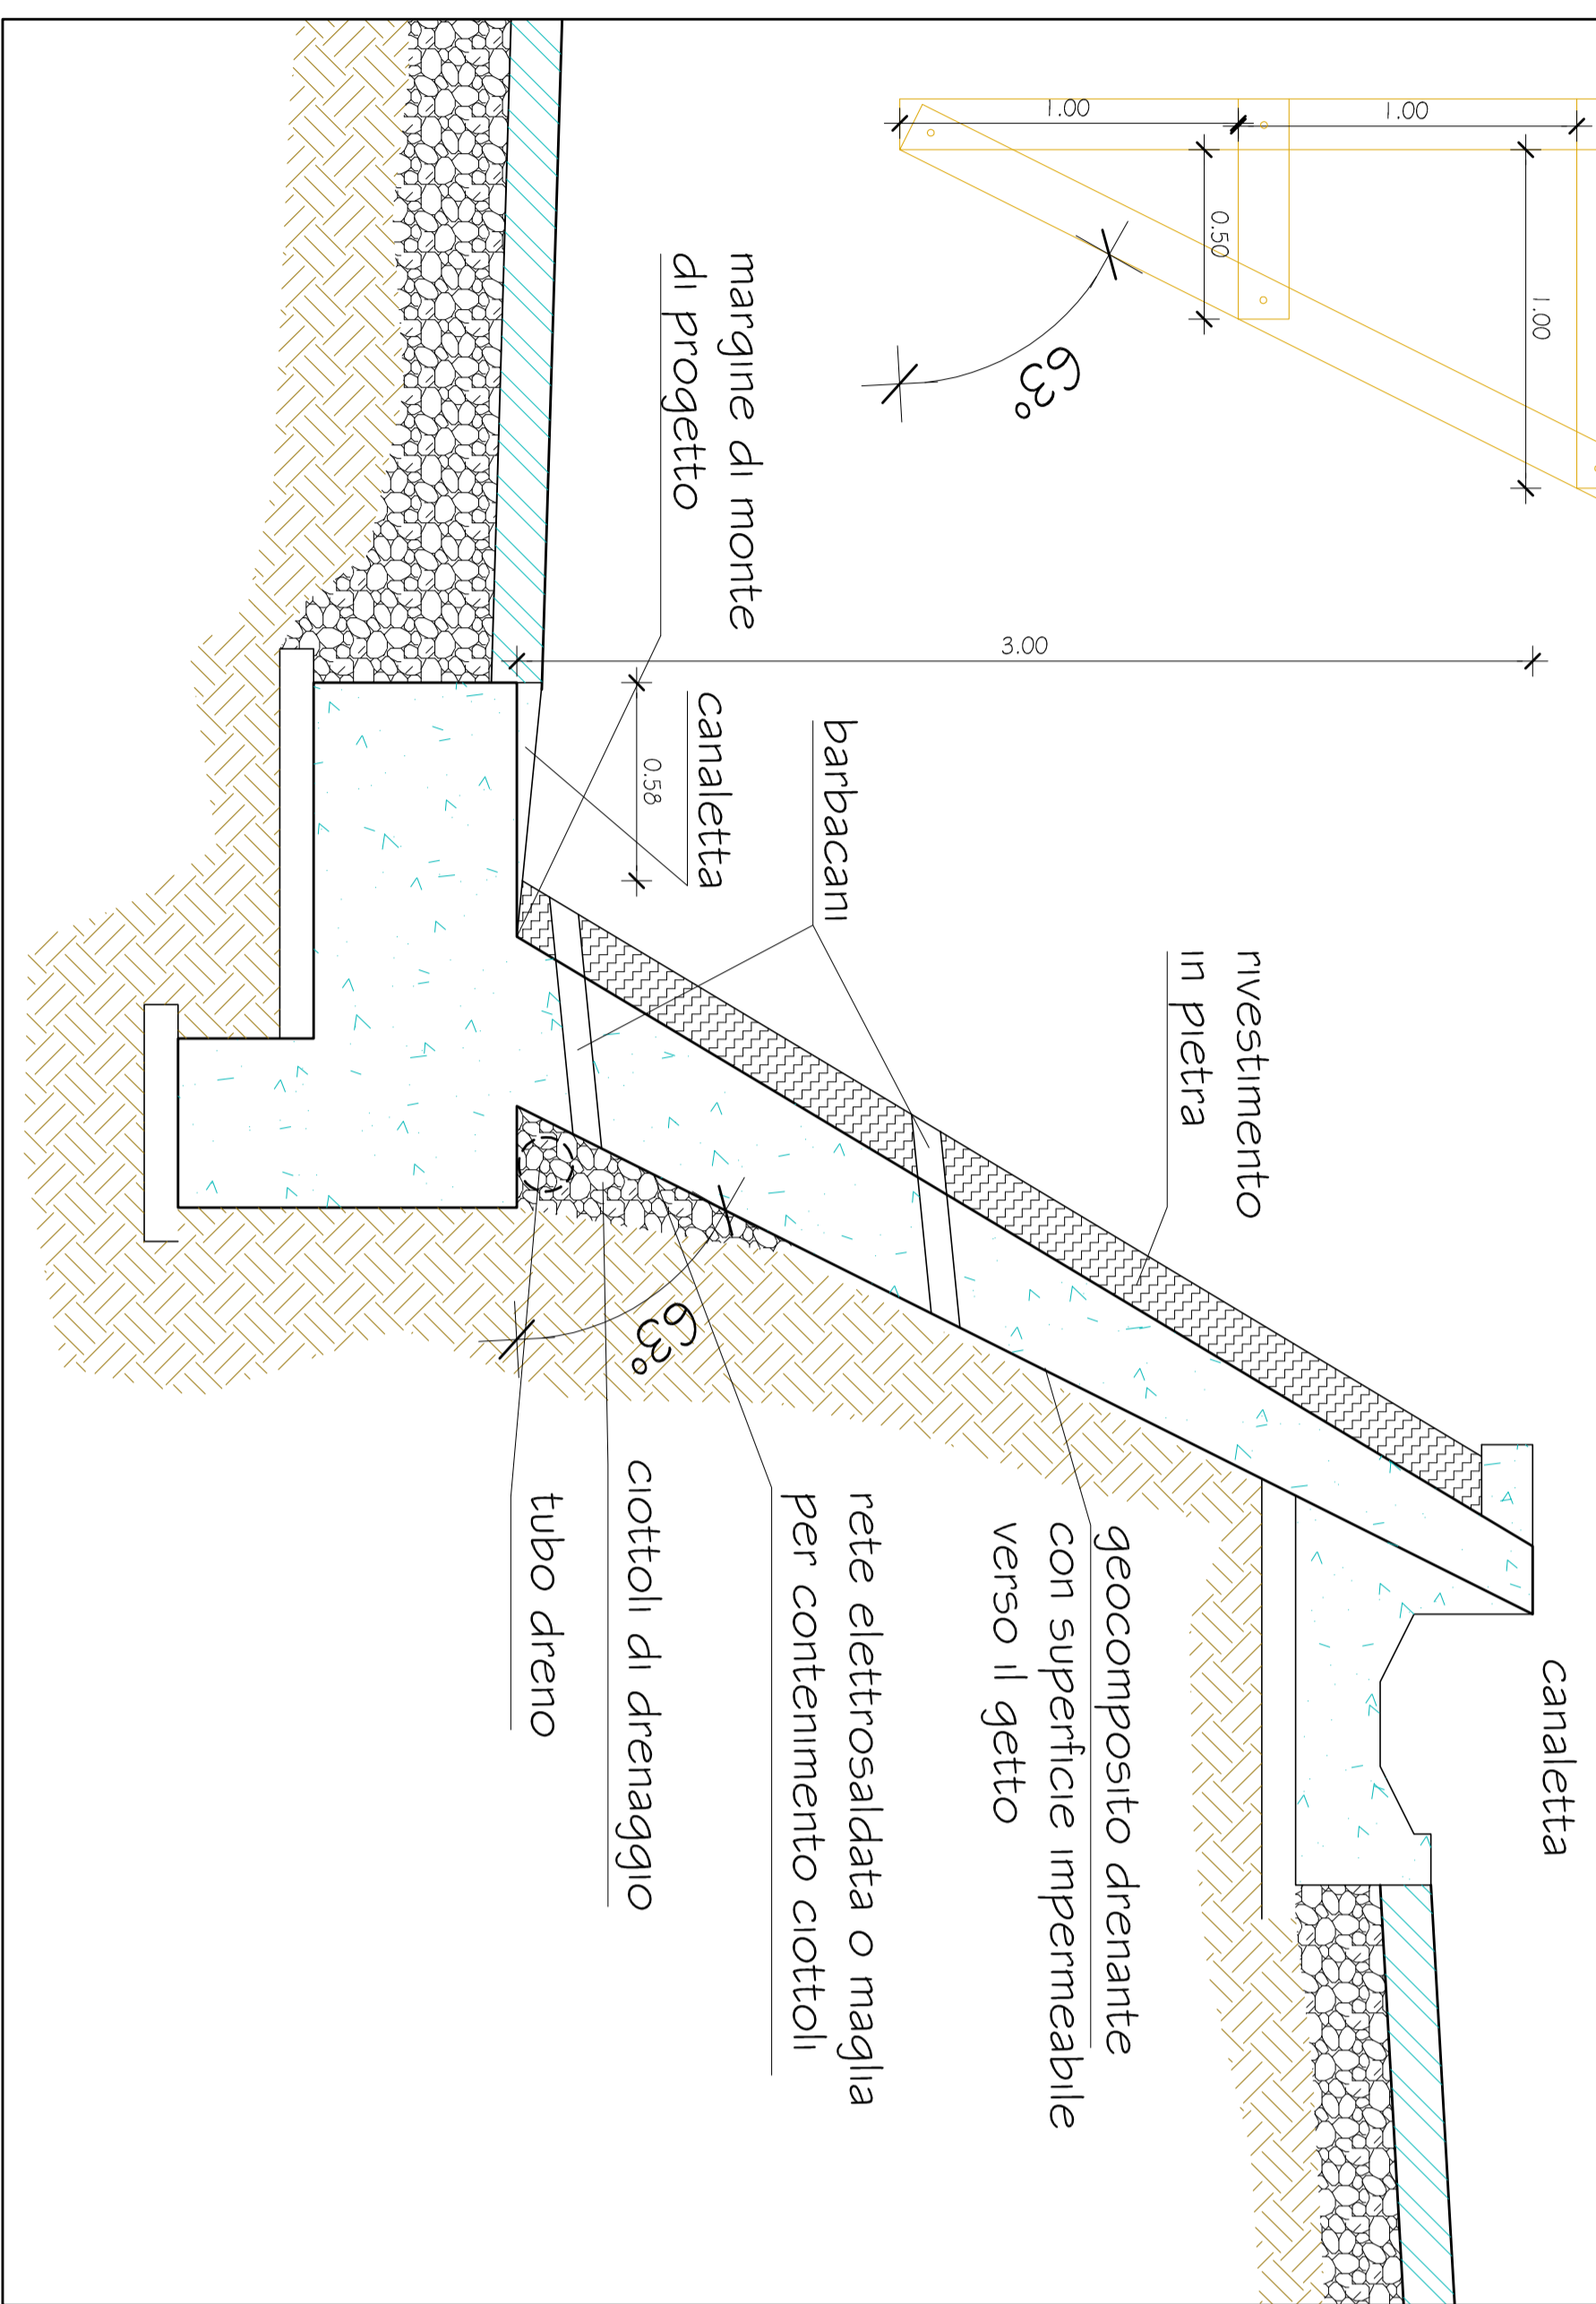 1.00
1.00
0.50
1.00
63°
3.00
0.58
margine di monte
di progetto
canaletta
barbacani
rivestimento
in pietra
canaletta
geocomposito drenante
con superficie impermeabile
verso il getto
rete elettrosaldata o maglia
per contenimento ciottoli
63°
ciottoli di drenaggio
tubo dreno